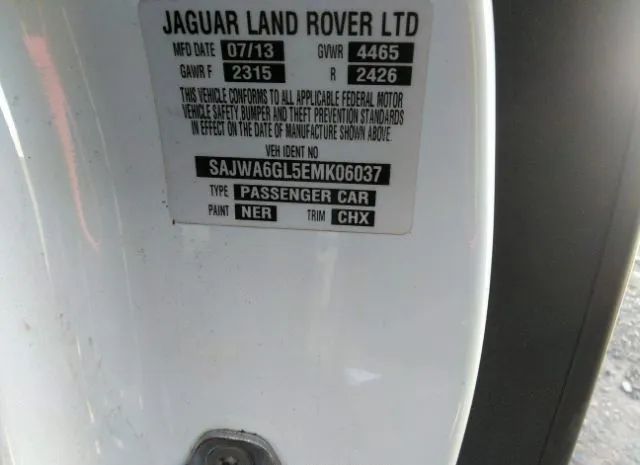 JAGUAR LAND ROVER LTD
MFD DATE 07/13 GVWR 4465
GAWR F 2315 R 2426
THIS VEHICLE CONFORMS TO ALL APPLICABLE FEDERAL MOTOR
VEHICLE SAFETY BUMPER AND THEFT PREVENTION STANDARDS
IN EFFECT ON THE DATE OF MANUFACTURE SHOWN ABOVE.
VEH IDENT NO
SAJWA6GL5EMK06037
TYPE PASSENGER CAR
PAINT NER TRIM CHX